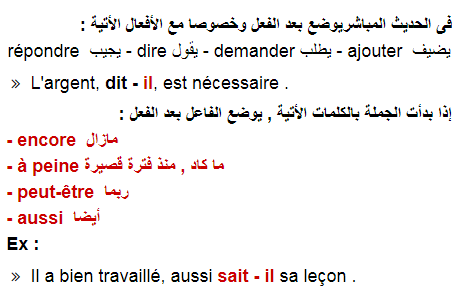 فى الحديث المباشريوضع بعد الفعل وخصوصا مع الأفعال الأتية :
يضيف ajouter - يطلب demander - يقول dire - يجيب répondre
» L'argent, dit - il, est nécessaire .
إذا بدأت الجملة بالكلمات الأتية , يوضع الفاعل بعد الفعل :
- encore مازال
- à peine ما كاد , منذ فترة قصيرة
- peut-être ربما
- aussi أيضا
Ex :
» Il a bien travaillé, aussi sait - il sa leçon .